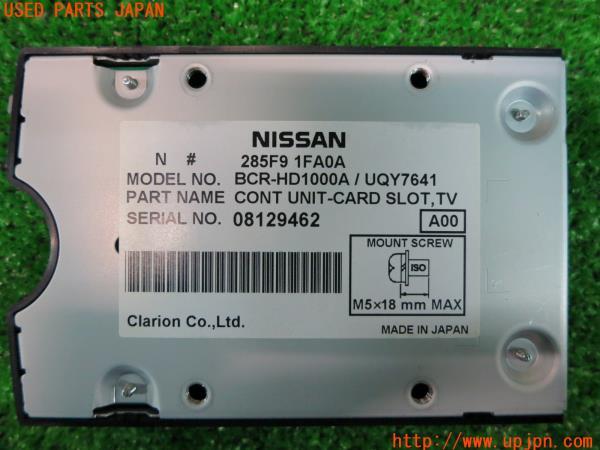 USED PARTS JAPAN
NISSAN
N # 285F9 1FA0A
MODEL NO. BCR-HD1000A / UQY7641
PART NAME CONT UNIT-CARD SLOT,TV
SERIAL NO. 08129462
A00
MOUNT SCREW
ISO
M5×18 mm MAX
Clarion Co.,Ltd.
MADE IN JAPAN
http://www.upjpn.com/